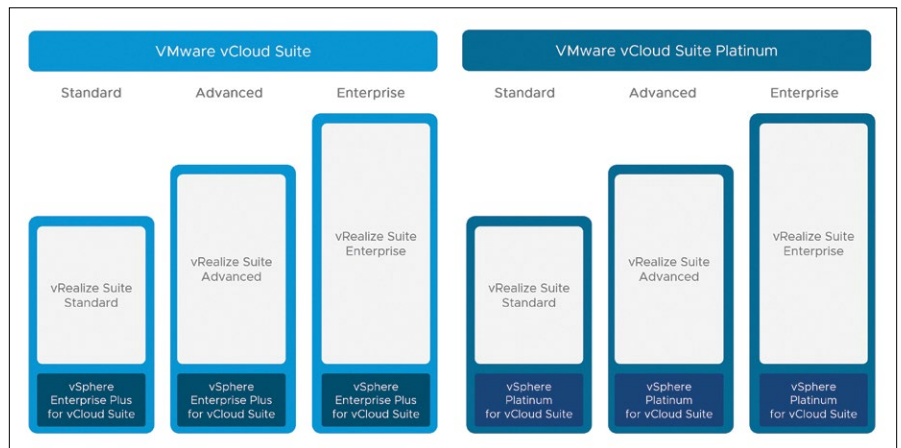 VMware vCloud Suite
Standard
Advanced
Enterprise
vRealize Suite
Standard
vRealize Suite
Advanced
vRealize Suite
Enterprise
vSphere
Enterprise Plus
for vCloud Suite
vSphere
Enterprise Plus
for vCloud Suite
vSphere
Enterprise Plus
for vCloud Suite
VMware vCloud Suite Platinum
Standard
Advanced
Enterprise
vRealize Suite
Standard
vRealize Suite
Advanced
vRealize Suite
Enterprise
vSphere
Platinum
for vCloud Suite
vSphere
Platinum
for vCloud Suite
vSphere
Platinum
for vCloud Suite